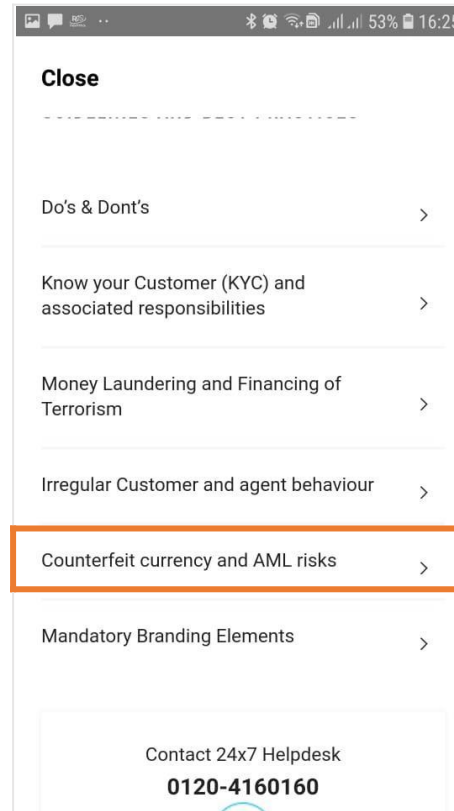 53% 16:25
Close
Do's & Dont's
Know your Customer (KYC) and
associated responsibilities
Money Laundering and Financing of
Terrorism
Irregular Customer and agent behaviour
Counterfeit currency and AML risks
Mandatory Branding Elements
Contact 24x7 Helpdesk
0120-4160160